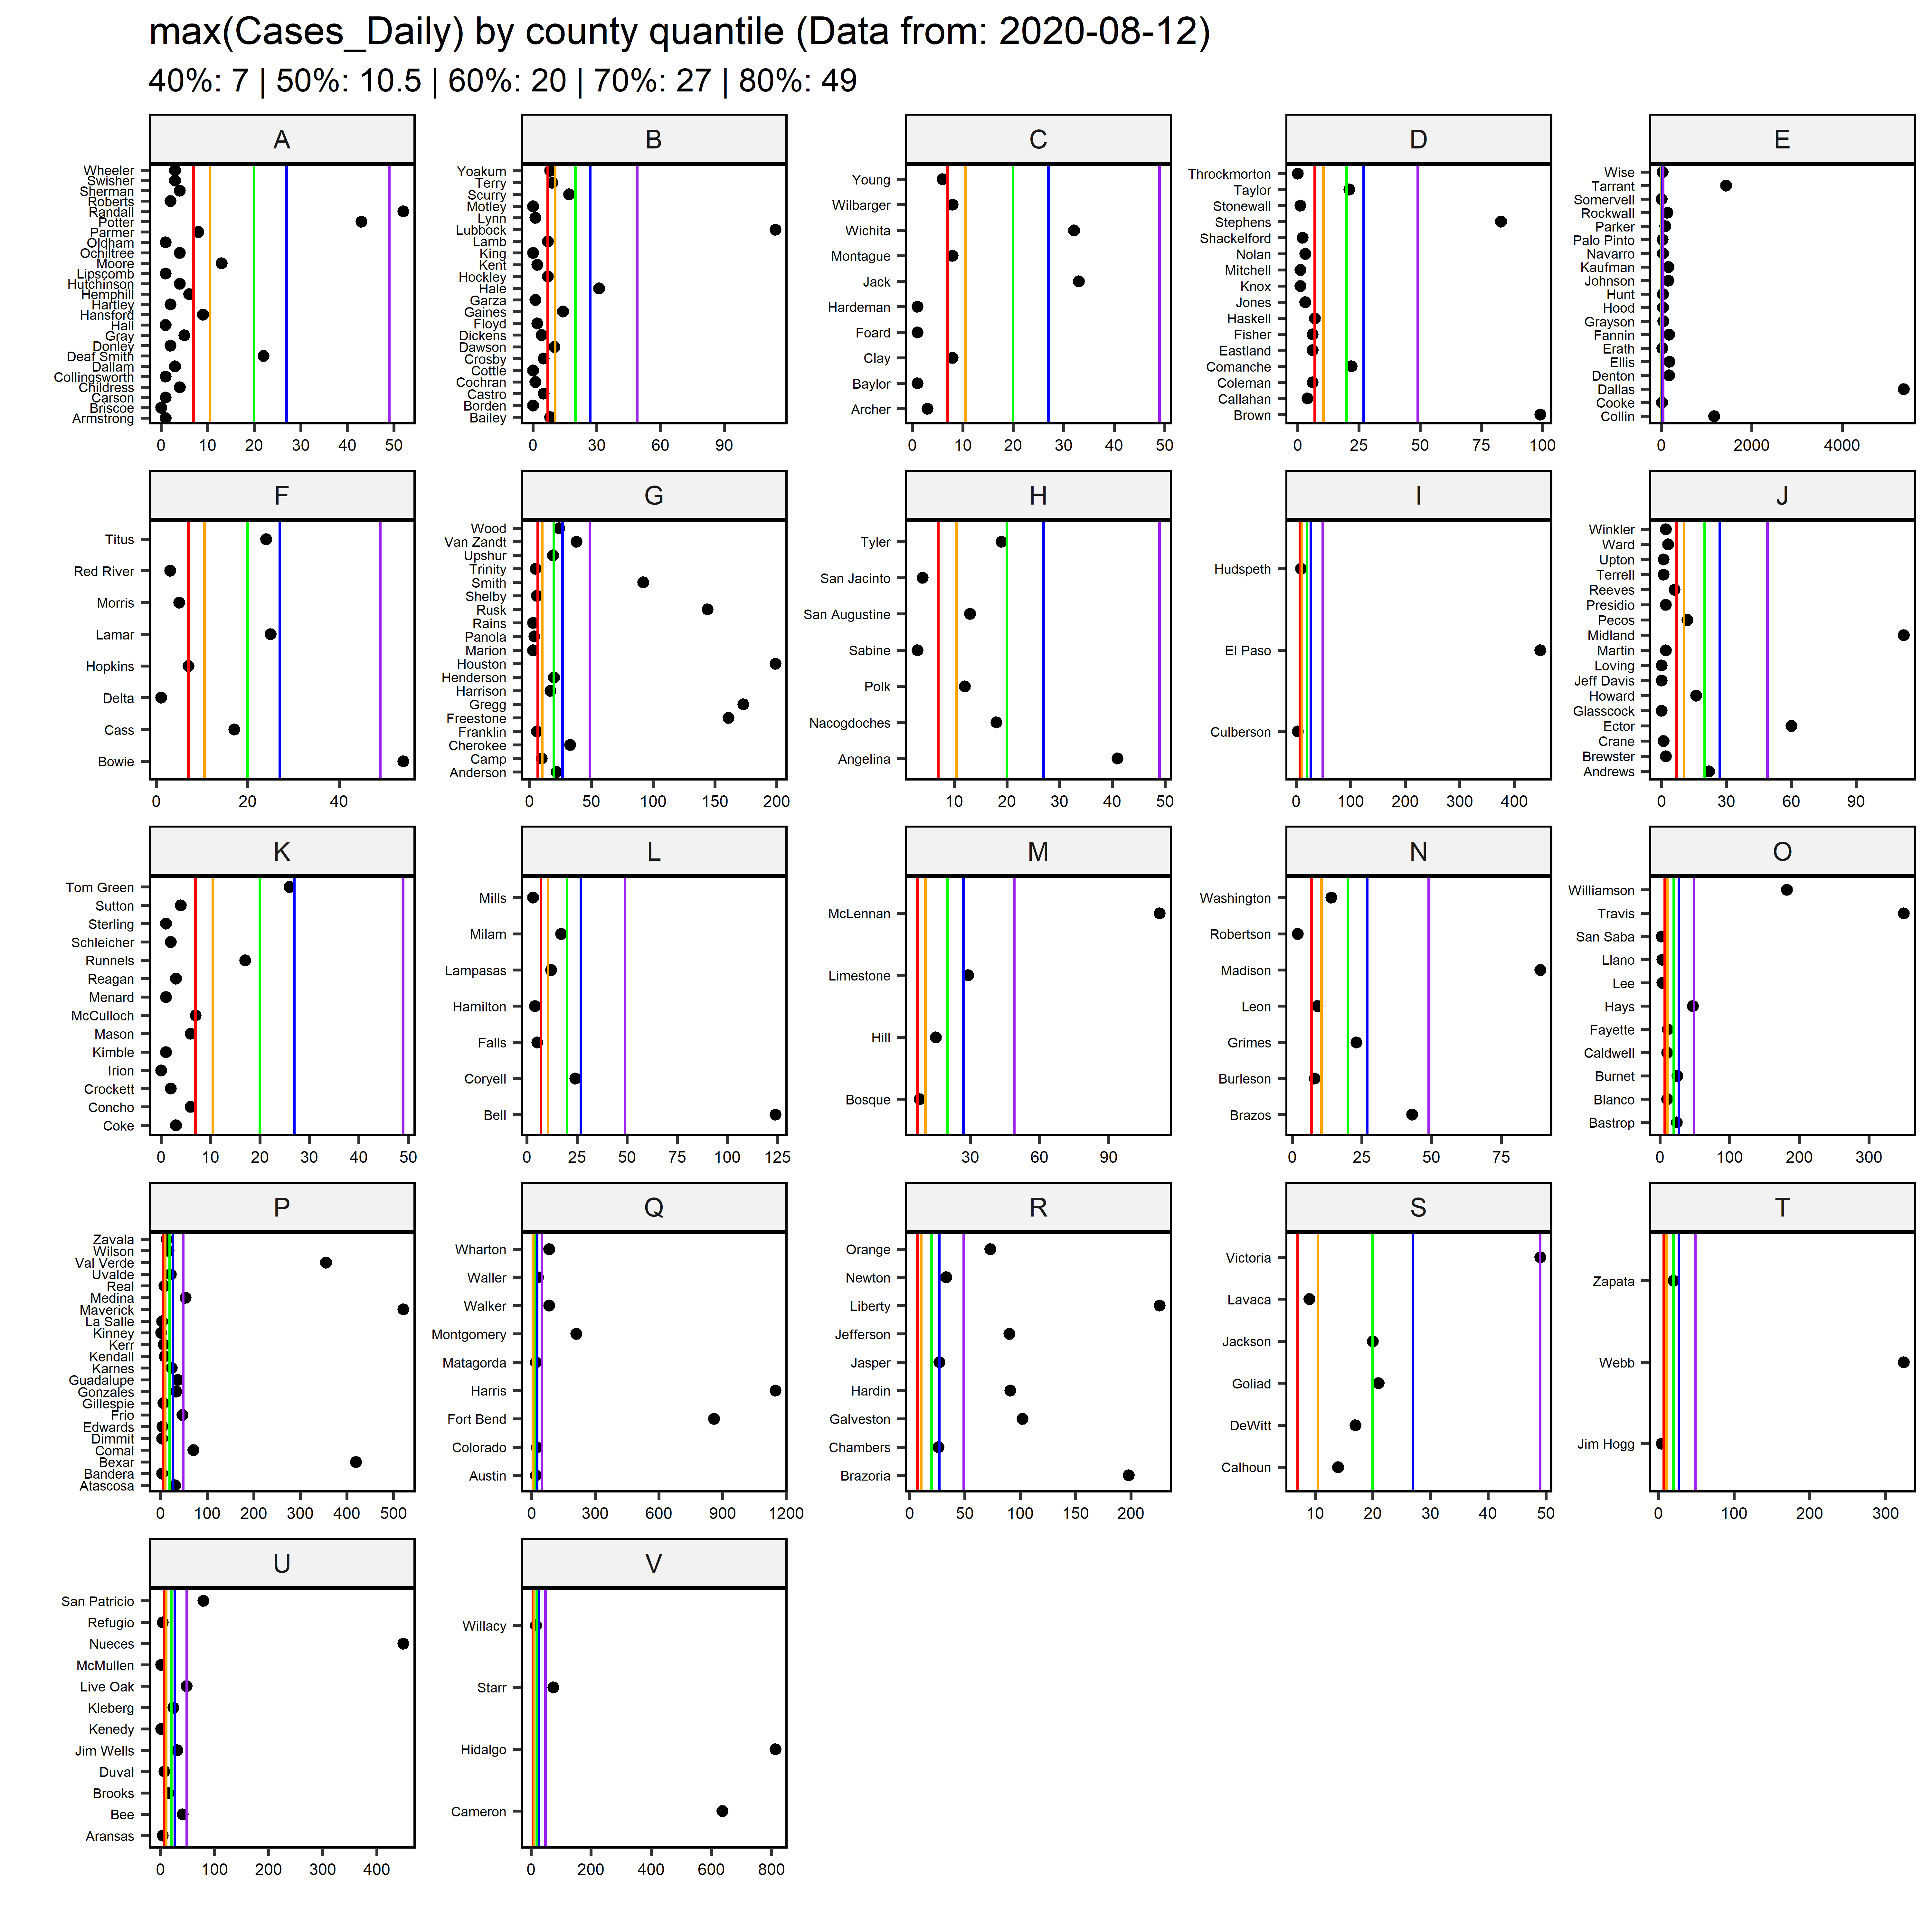 max(Cases_Daily) by county quantile (Data from: 2020-08-12)
40%: 7 | 50%: 10.5 | 60%: 20 | 70%: 27 | 80%: 49
A
Wheeler
Swisher
Sherman
Roberts
Randall
Potter
Parmer
Oldham
Ochiltree
Moore
Lipscomb
Hutchinson
Hemphill
Hartley
Hansford
Hall
Gray
Donley
Deaf Smith
Dallam
Collingsworth
Childress
Carson
Briscoe
Armstrong
0 10 20 30 40 50
B
Yoakum
Terry
Scurry
Motley
Lynn
Lubbock
Lamb
King
Kent
Hockley
Hale
Garza
Gaines
Floyd
Dickens
Dawson
Crosby
Cottle
Cochran
Castro
Borden
Bailey
0 30 60 90
C
Young
Wilbarger
Wichita
Montague
Jack
Hardeman
Foard
Clay
Baylor
Archer
0 10 20 30 40 50
D
Throckmorton
Taylor
Stonewall
Stephens
Shackelford
Nolan
Mitchell
Knox
Jones
Haskell
Fisher
Eastland
Comanche
Coleman
Callahan
Brown
0 25 50 75 100
E
Wise
Tarrant
Somervell
Rockwall
Parker
Palo Pinto
Navarro
Kaufman
Johnson
Hunt
Hood
Grayson
Fannin
Erath
Ellis
Denton
Dallas
Cooke
Collin
0 2000 4000
F
Titus
Red River
Morris
Lamar
Hopkins
Delta
Cass
Bowie
0 20 40
G
Wood
Van Zandt
Upshur
Trinity
Smith
Shelby
Rusk
Rains
Panola
Marion
Houston
Henderson
Harrison
Gregg
Freestone
Franklin
Cherokee
Camp
Anderson
0 50 100 150 200
H
Tyler
San Jacinto
San Augustine
Sabine
Polk
Nacogdoches
Angelina
10 20 30 40 50
I
Hudspeth
El Paso
Culberson
0 100 200 300 400
J
Winkler
Ward
Upton
Terrell
Reeves
Presidio
Pecos
Midland
Martin
Loving
Jeff Davis
Howard
Glasscock
Ector
Crane
Brewster
Andrews
0 30 60 90
K
Tom Green
Sutton
Sterling
Schleicher
Runnels
Reagan
Menard
McCulloch
Mason
Kimble
Irion
Crockett
Concho
Coke
0 10 20 30 40 50
L
Mills
Milam
Lampasas
Hamilton
Falls
Coryell
Bell
0 25 50 75 100 125
M
McLennan
Limestone
Hill
Bosque
30 60 90
N
Washington
Robertson
Madison
Leon
Grimes
Burleson
Brazos
0 25 50 75
O
Williamson
Travis
San Saba
Llano
Lee
Hays
Fayette
Caldwell
Burnet
Blanco
Bastrop
0 100 200 300
P
Zavala
Wilson
Val Verde
Uvalde
Real
Medina
Maverick
La Salle
Kinney
Kerr
Kendall
Karnes
Guadalupe
Gonzales
Gillespie
Frio
Edwards
Dimmit
Comal
Bexar
Bandera
Atascosa
0 100 200 300 400 500
Q
Wharton
Waller
Walker
Montgomery
Matagorda
Harris
Fort Bend
Colorado
Austin
0 300 600 900 1200
R
Orange
Newton
Liberty
Jefferson
Jasper
Hardin
Galveston
Chambers
Brazoria
0 50 100 150 200
S
Victoria
Lavaca
Jackson
Goliad
DeWitt
Calhoun
10 20 30 40 50
T
Zapata
Webb
Jim Hogg
0 100 200 300
U
San Patricio
Refugio
Nueces
McMullen
Live Oak
Kleberg
Kenedy
Jim Wells
Duval
Brooks
Bee
Aransas
0 100 200 300 400
V
Willacy
Starr
Hidalgo
Cameron
0 200 400 600 800